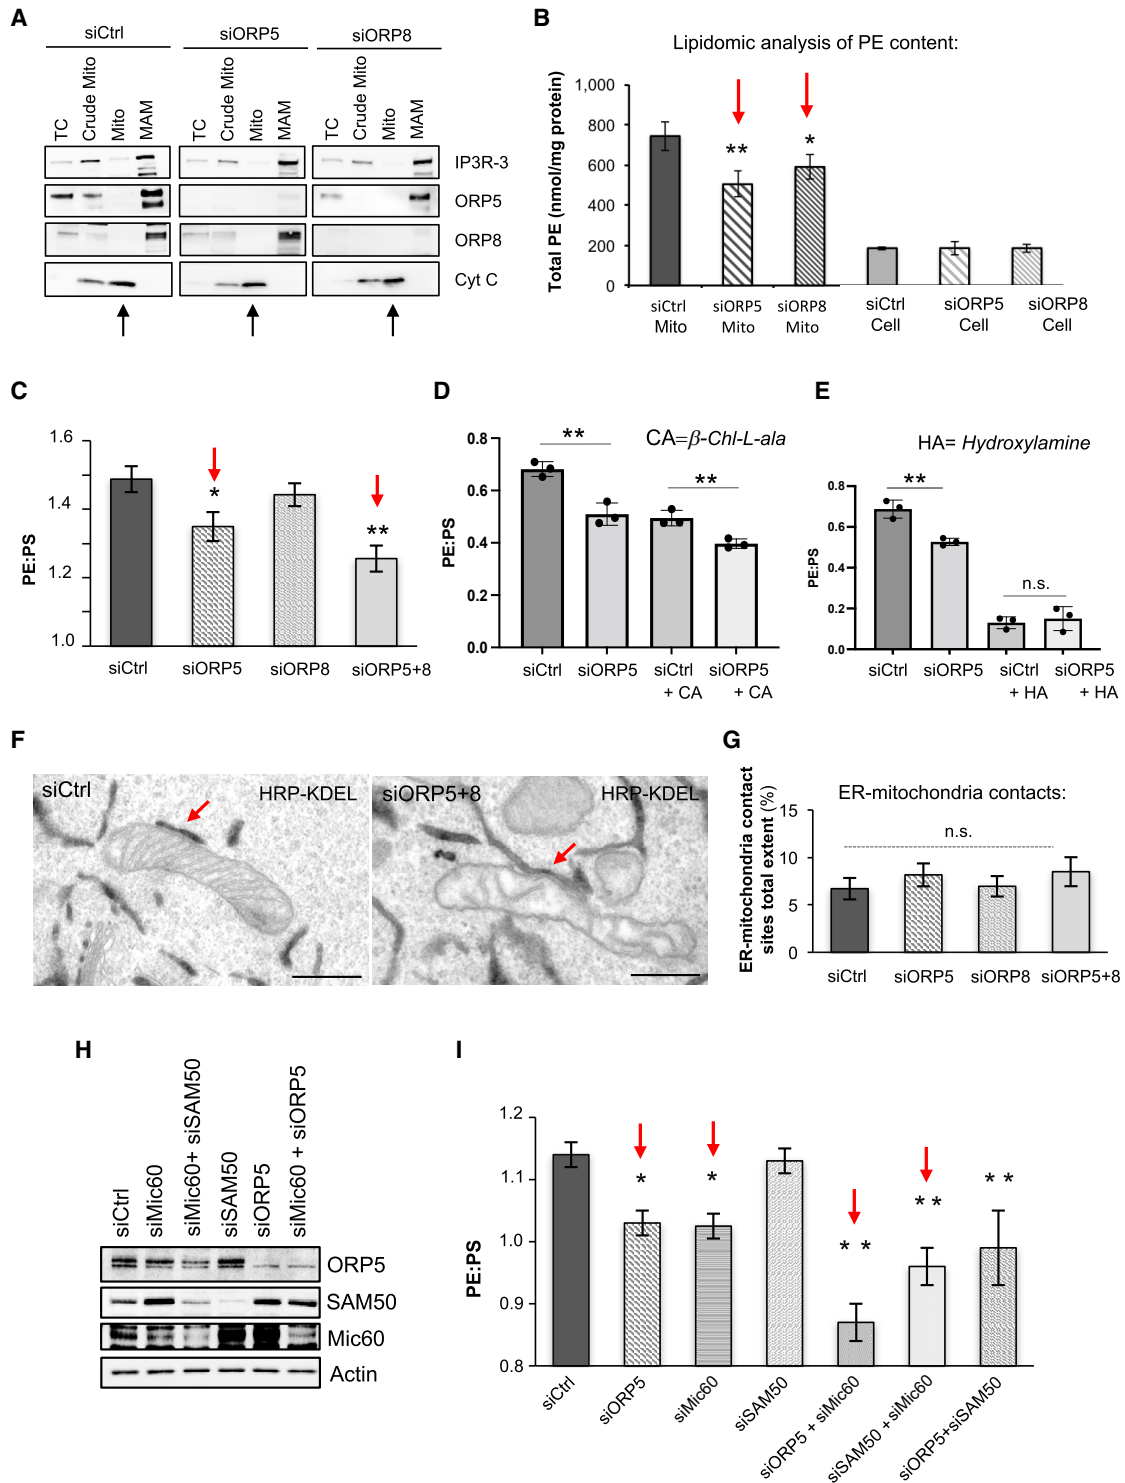 A
siCtrl
siORP5
siORP8
TC
Crude Mito
Mito
MAM
TC
Crude Mito
Mito
MAM
TC
Crude Mito
Mito
MAM
IP3R-3
ORP5
ORP8
Cyt C
B
Lipidomic analysis of PE content:
Total PE (nmol/mg protein)
1,000
800
600
400
200
0
**
*
siCtrl
Mito
siORP5
Mito
siORP8
Mito
siCtrl
Cell
siORP5
Cell
siORP8
Cell
C
PE:PS
1.6
1.4
1.2
1.0
*
**
siCtrl
siORP5
siORP8
siORP5+8
D
CA=β-Chl-L-ala
PE:PS
0.8
0.6
0.4
0.2
0.0
**
**
siCtrl
siORP5
siCtrl
+ CA
siORP5
+ CA
E
HA= Hydroxylamine
PE:PS
0.8
0.6
0.4
0.2
0.0
**
n.s.
siCtrl
siORP5
siCtrl
+ HA
siORP5
+ HA
F
siCtrl
HRP-KDEL
siORP5+8
HRP-KDEL
G
ER-mitochondria contacts:
ER-mitochondria contact
sites total extent (%)
15
10
5
0
n.s.
siCtrl
siORP5
siORP8
siORP5+8
H
siCtrl
siMic60
siMic60+ siSAM50
siSAM50
siORP5
siMic60 + siORP5
ORP5
SAM50
Mic60
Actin
I
PE:PS
1.2
1.1
1.0
0.9
0.8
*
*
* *
* *
* *
siCtrl
siORP5
siMic60
siSAM50
siORP5 + siMic60
siSAM50 + siMic60
siORP5+siSAM50